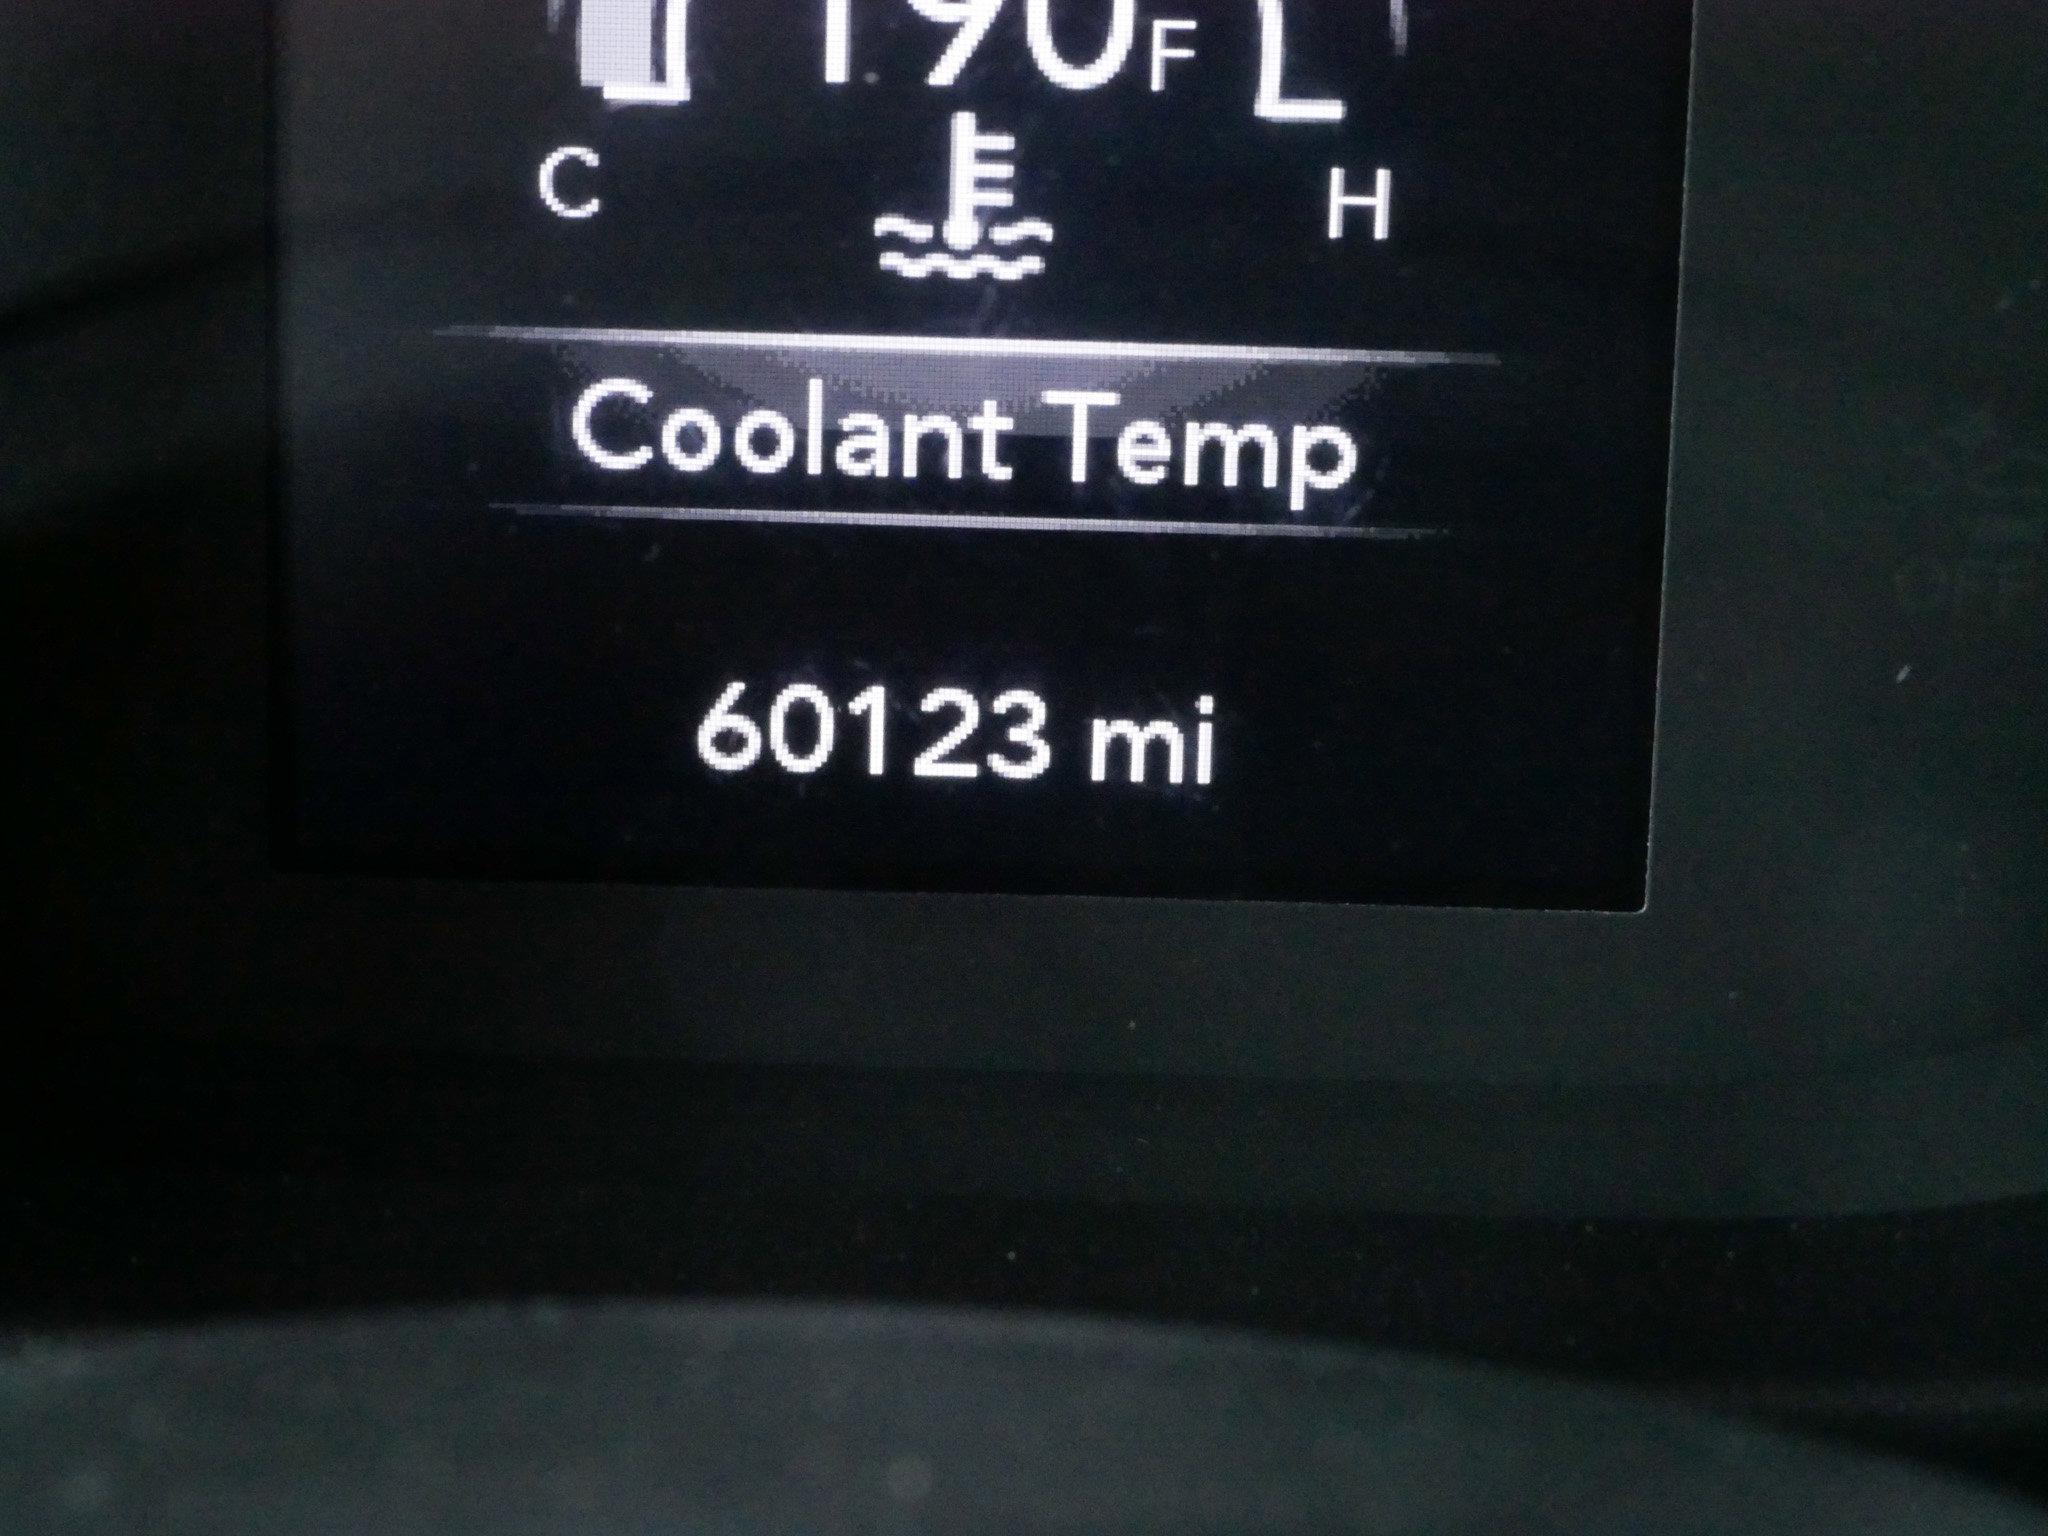 190F
C H
Coolant Temp
60123 mi